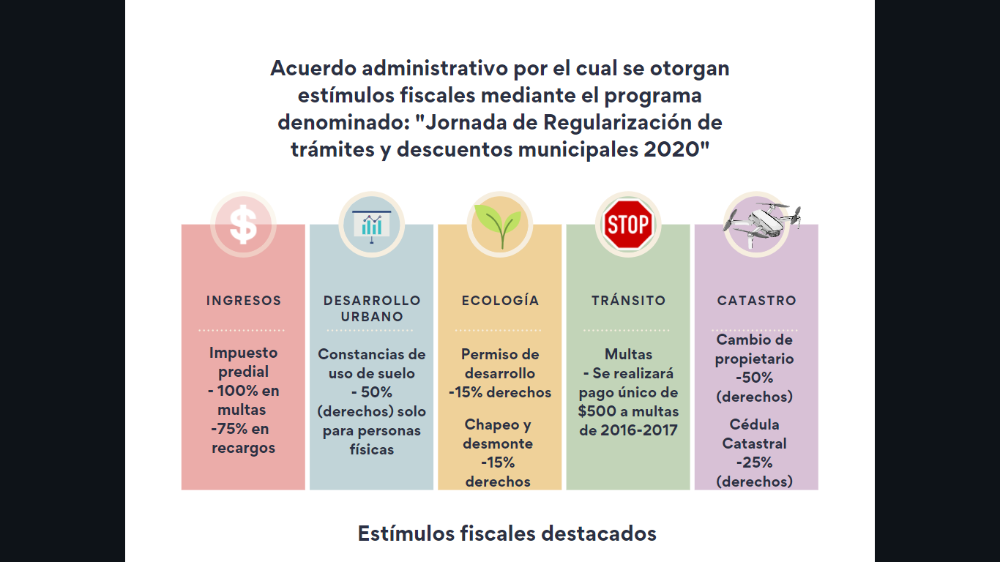 Acuerdo administrativo por el cual se otorgan
estímulos fiscales mediante el programa
denominado: "Jornada de Regularización de
trámites y descuentos municipales 2020"
$
INGRESOS
Impuesto
predial
- 100% en
multas
-75% en
recargos
DESARROLLO
URBANO
Constancias de
uso de suelo
- 50%
(derechos) solo
para personas
físicas
ECOLOGÍA
Permiso de
desarrollo
-15% derechos
Chapeo y
desmonte
-15%
derechos
STOP
TRÁNSITO
Multas
- Se realizará
pago único de
$500 a multas
de 2016-2017
CATASTRO
Cambio de
propietario
-50%
(derechos)
Cédula
Catastral
-25%
(derechos)
Estímulos fiscales destacados